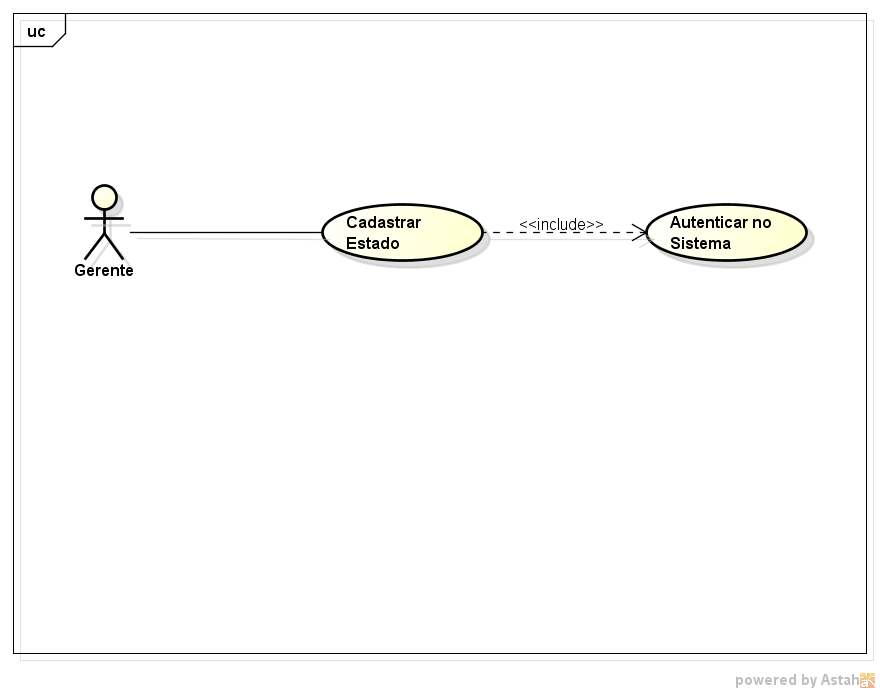 uc
Cadastrar
Estado
<<include>>
Autenticar no
Sistema
Gerente
powered by Astah